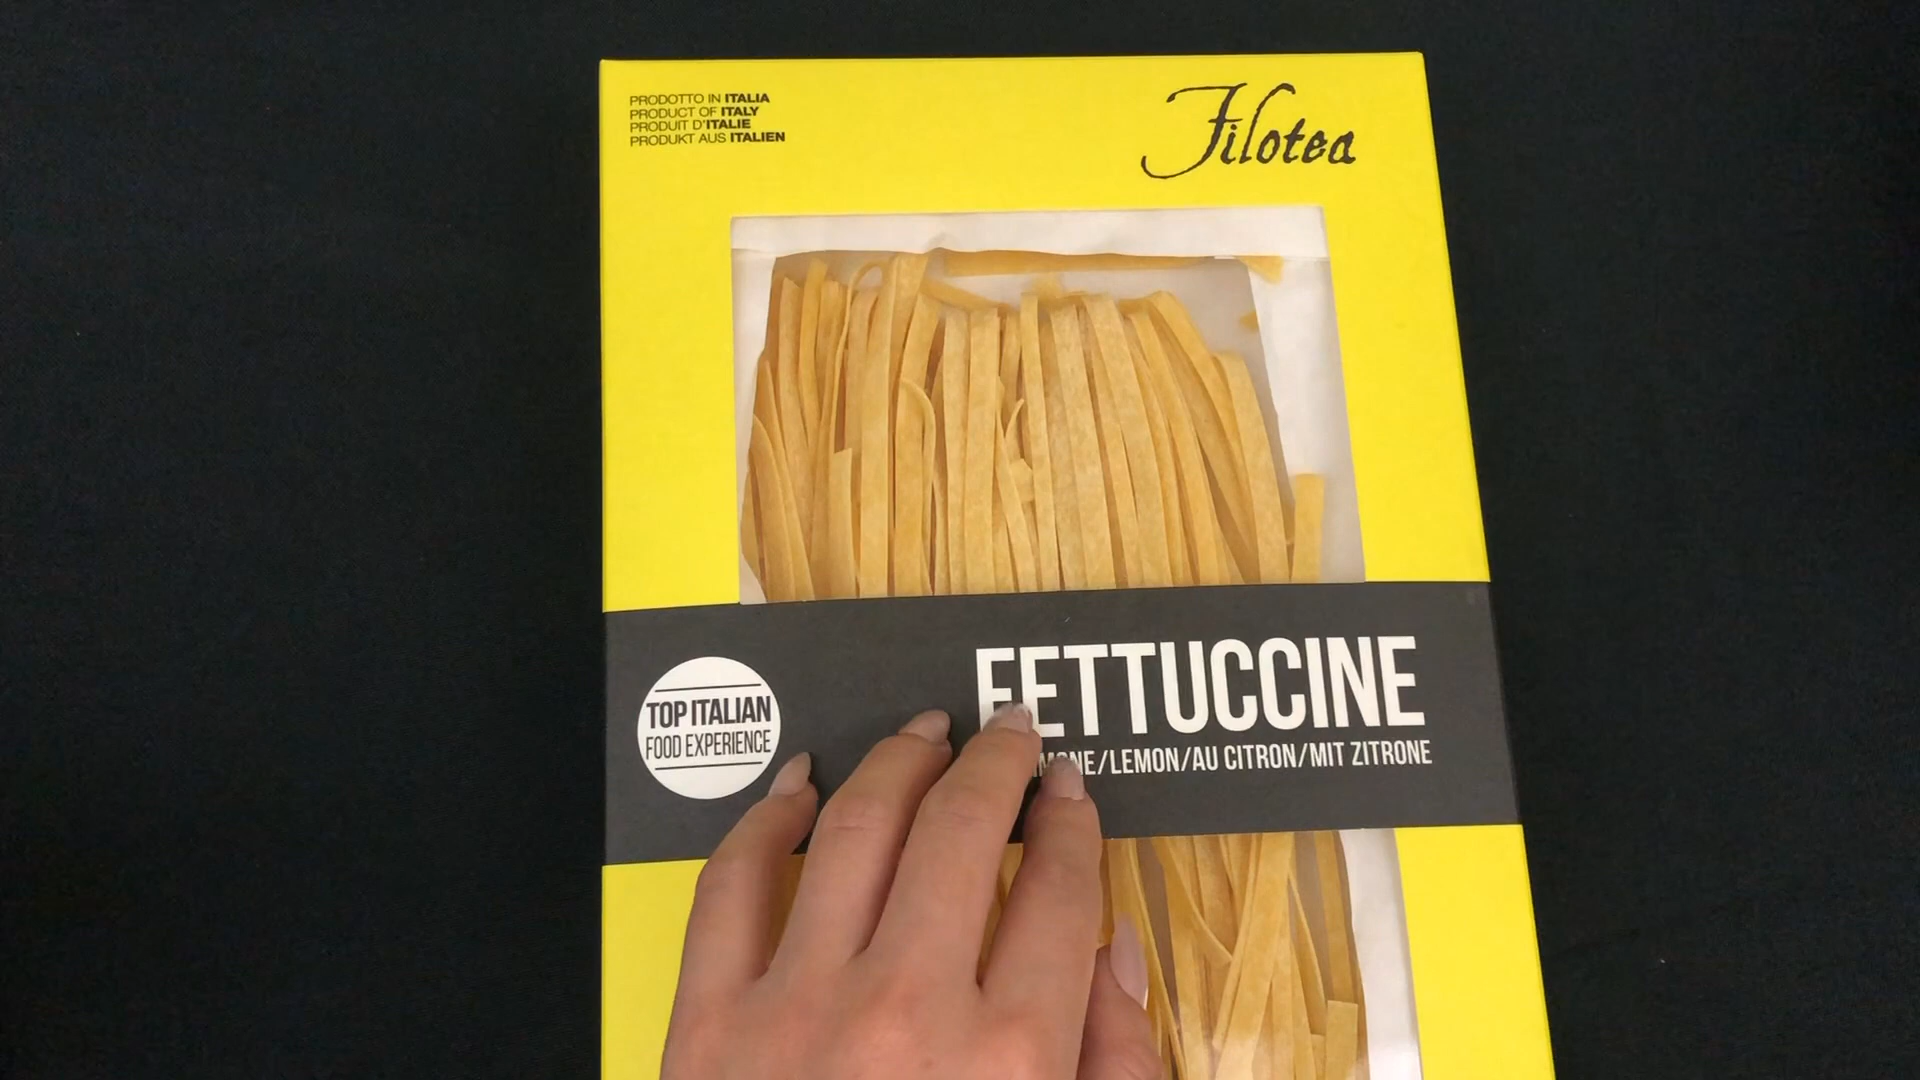 PRODOTTO IN ITALIA
PRODUCT OF ITALY
PRODUIT D'ITALIE
PRODUKT AUS ITALIEN
Filotea
FETTUCCINE
TOP ITALIAN
FOOD EXPERIENCE
/LEMON/AU CITRON/MIT ZITRONE